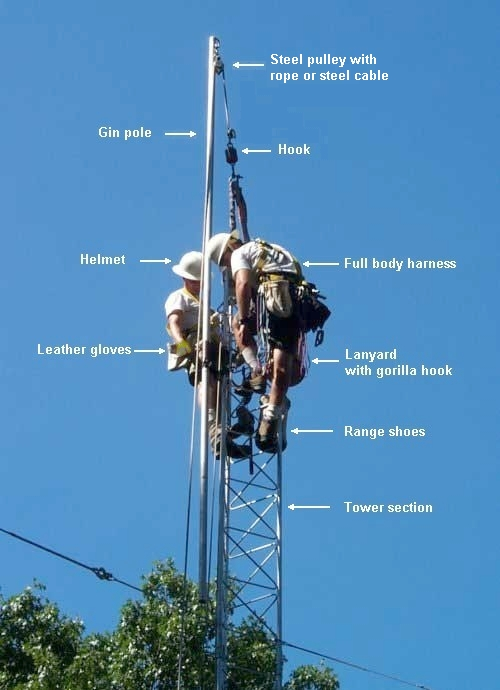 Steel pulley with
rope or steel cable
Gin pole
Hook
Helmet
Full body harness
Leather gloves
Lanyard
with gorilla hook
Range shoes
Tower section